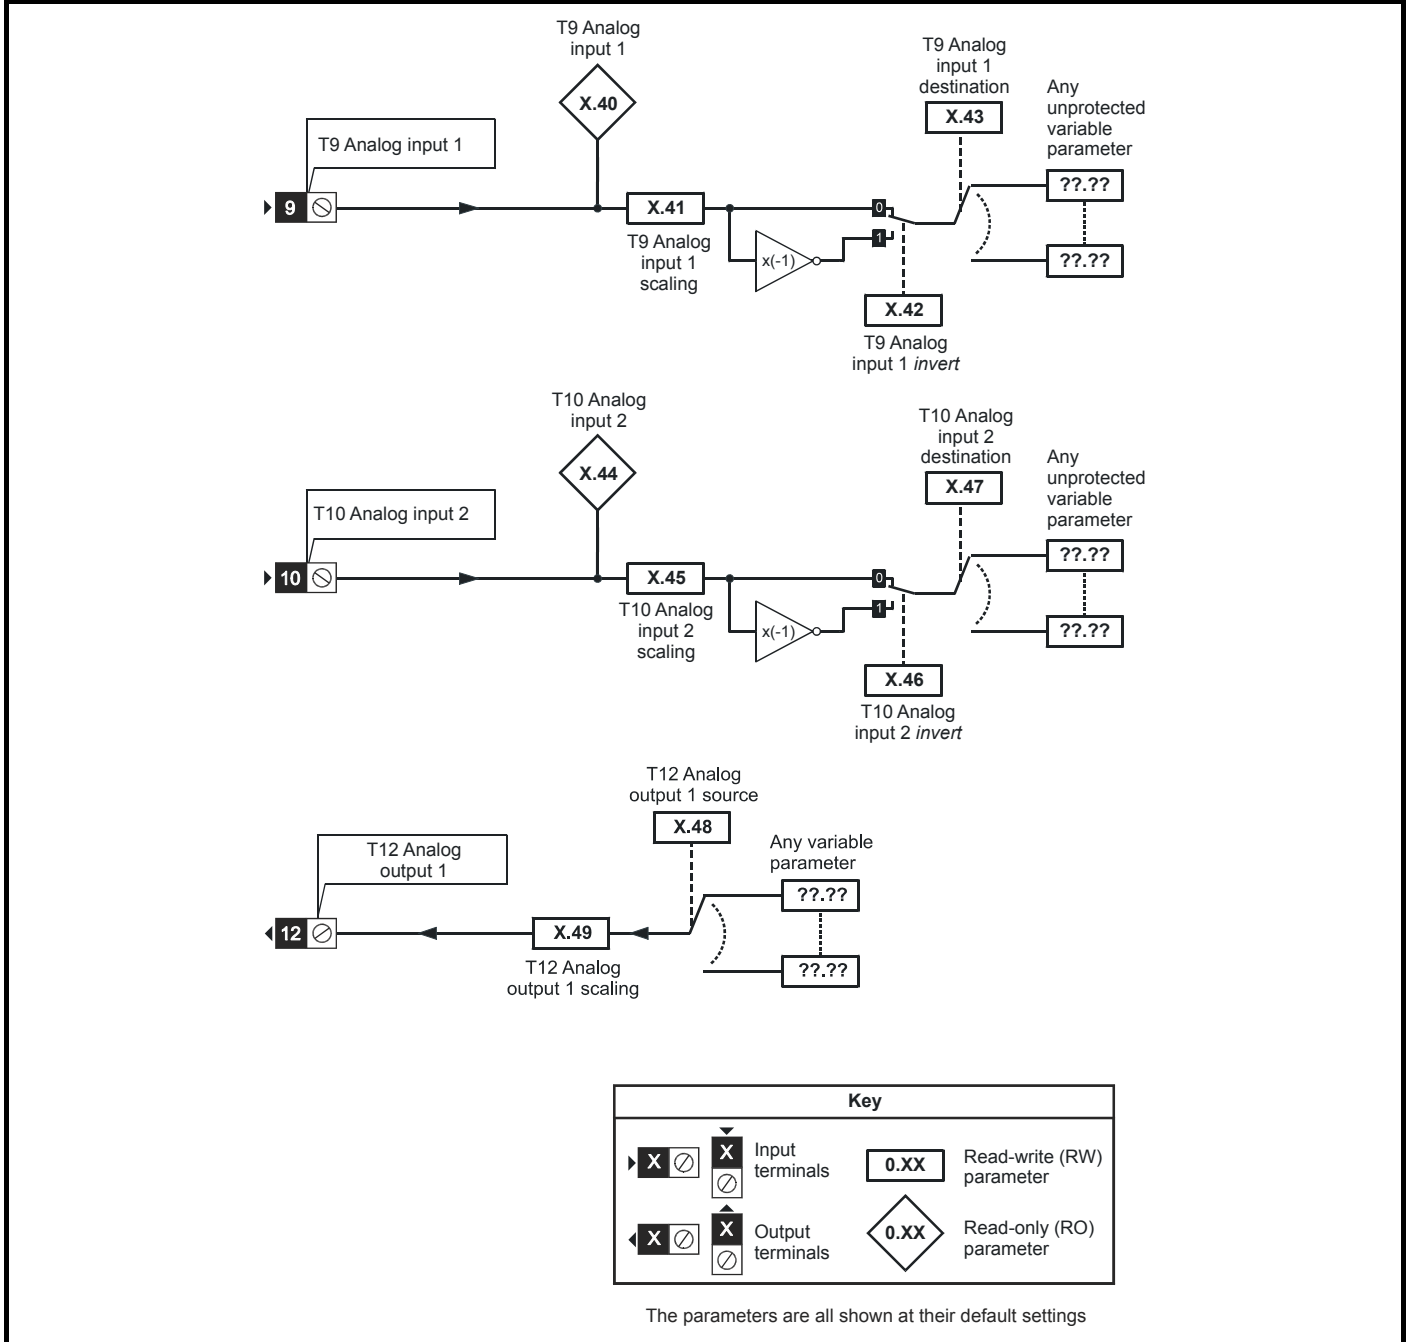 T9 Analog
input 1
X.40
T9 Analog input 1
9
X.41
T9 Analog
input 1
scaling
x(-1)
0
1
X.42
T9 Analog
input 1 invert
T9 Analog
input 1
destination
X.43
Any
unprotected
variable
parameter
??.??
??.??
T10 Analog
input 2
X.44
T10 Analog input 2
10
X.45
T10 Analog
input 2
scaling
x(-1)
0
1
X.46
T10 Analog
input 2 invert
T10 Analog
input 2
destination
X.47
Any
unprotected
variable
parameter
??.??
??.??
T12 Analog
output 1 source
X.48
Any variable
parameter
??.??
??.??
T12 Analog
output 1
12
X.49
T12 Analog
output 1 scaling
Key
X
X
Input
terminals
0.XX
Read-write (RW)
parameter
X
X
Output
terminals
0.XX
Read-only (RO)
parameter
The parameters are all shown at their default settings